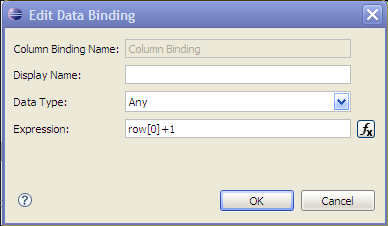 Edit Data Binding
Column Binding Name: Column Binding
Display Name:
Data Type: Any
Expression: row[0]+1 fx
? OK Cancel